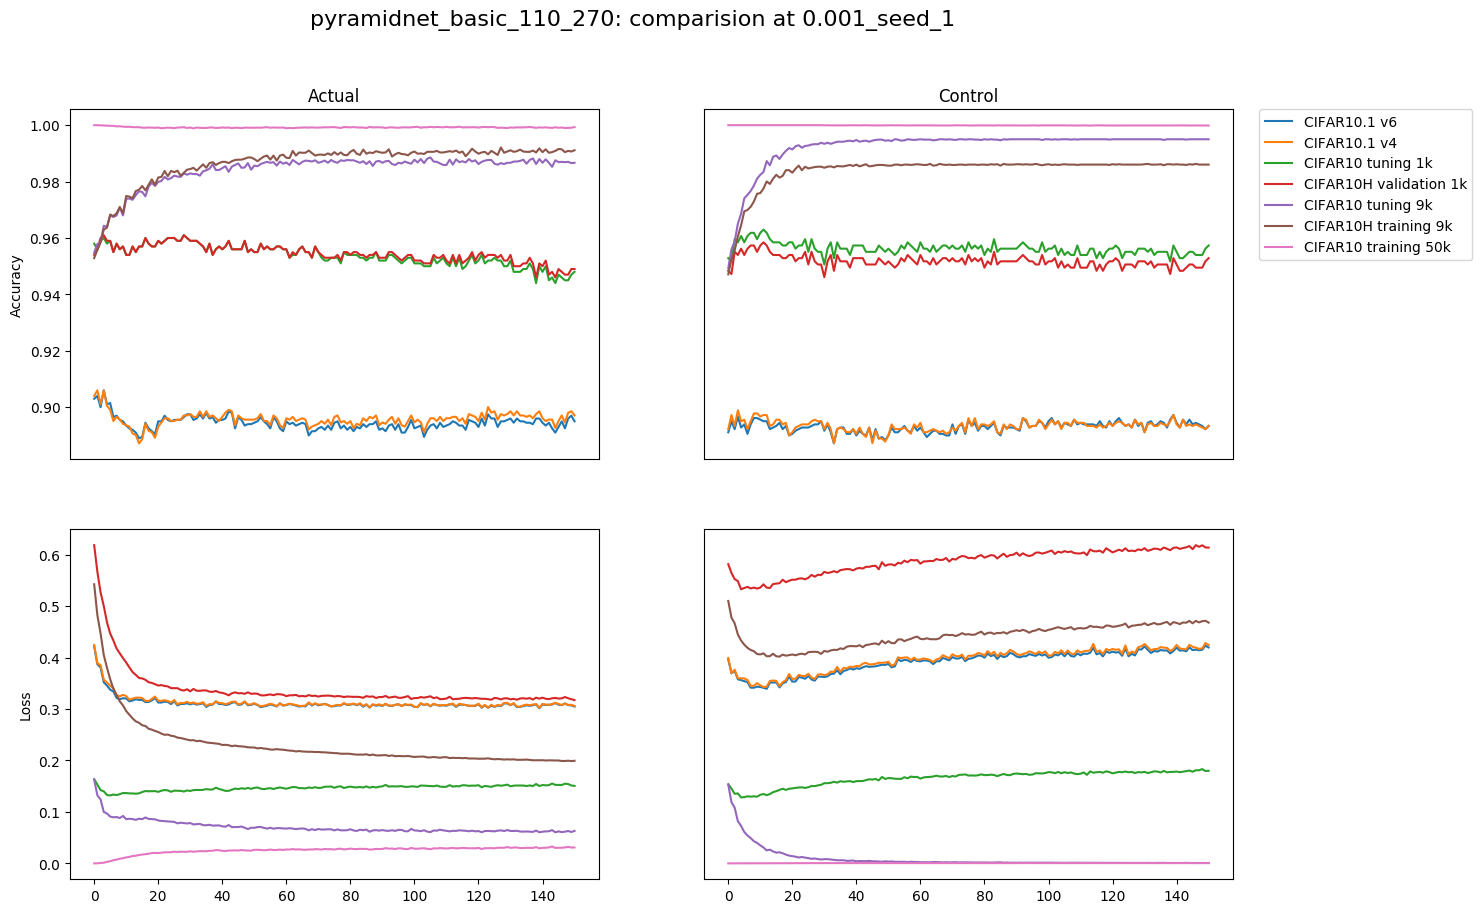 pyramidnet_basic_110_270: comparision at 0.001_seed_1
Actual
Control
1.00
0.98
0.96
0.94
0.92
0.90
Accuracy
CIFAR10.1 v6
CIFAR10.1 v4
CIFAR10 tuning 1k
CIFAR10H validation 1k
CIFAR10 tuning 9k
CIFAR10H training 9k
CIFAR10 training 50k
0.6
0.5
0.4
0.3
0.2
0.1
0.0
Loss
0 20 40 60 80 100 120 140
0 20 40 60 80 100 120 140